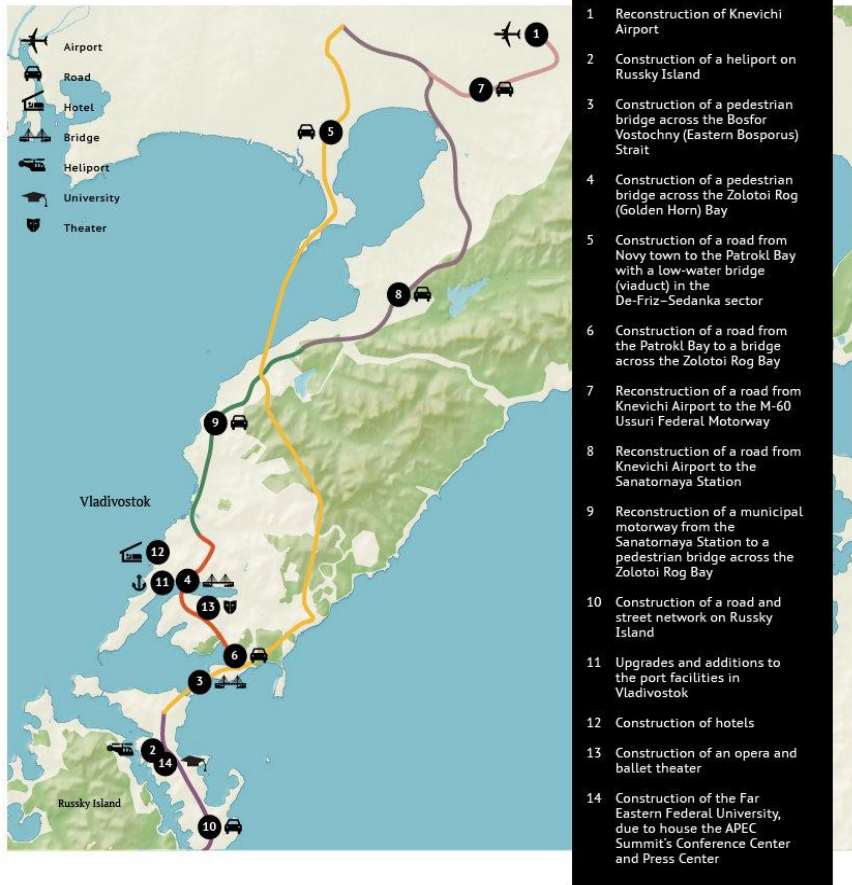 Airport
Road
Hotel
Bridge
Heliport
University
Theater
1
7
5
8
9
Vladivostok
12
11
4
13
6
3
2
14
Russky Island
10
1 Reconstruction of Knevichi
Airport
2 Construction of a heliport on
Russky Island
3 Construction of a pedestrian
bridge across the Bosfor
Vostochny (Eastern Bosporus)
Strait
4 Construction of a pedestrian
bridge across the Zolotoi Rog
(Golden Horn) Bay
5 Construction of a road from
Novy town to the Patrokl Bay
with a low-water bridge
(viaduct) in the
De-Friz–Sedanka sector
6 Construction of a road from
the Patrokl Bay to a bridge
across the Zolotoi Rog Bay
7 Reconstruction of a road from
Knevichi Airport to the M-60
Ussuri Federal Motorway
8 Reconstruction of a road from
Knevichi Airport to the
Sanatornaya Station
9 Reconstruction of a municipal
motorway from the
Sanatornaya Station to a
pedestrian bridge across the
Zolotoi Rog Bay
10 Construction of a road and
street network on Russky
Island
11 Upgrades and additions to
the port facilities in
Vladivostok
12 Construction of hotels
13 Construction of an opera and
ballet theater
14 Construction of the Far
Eastern Federal University,
due to house the APEC
Summit's Conference Center
and Press Center